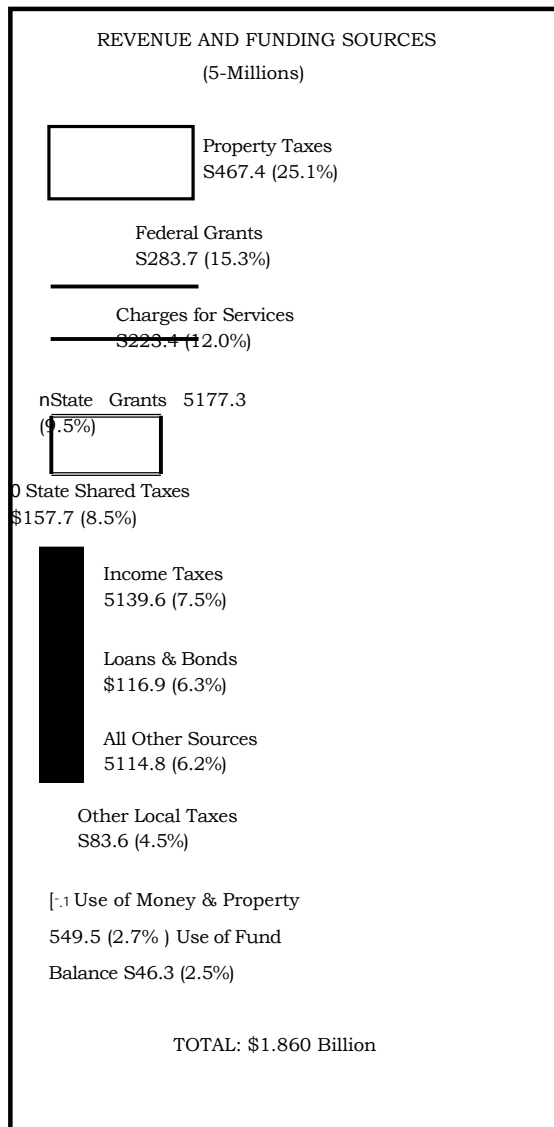 REVENUE AND FUNDING SOURCES
(5-Millions)
Property Taxes
S467.4 (25.1%)
Federal Grants
S283.7 (15.3%)
Charges for Services
S223.4 (12.0%)
nState Grants 5177.3
(9.5%)
0 State Shared Taxes
$157.7 (8.5%)
Income Taxes
5139.6 (7.5%)
Loans & Bonds
$116.9 (6.3%)
All Other Sources
5114.8 (6.2%)
Other Local Taxes
S83.6 (4.5%)
[-.1 Use of Money & Property
549.5 (2.7% ) Use of Fund
Balance S46.3 (2.5%)
TOTAL: $1.860 Billion